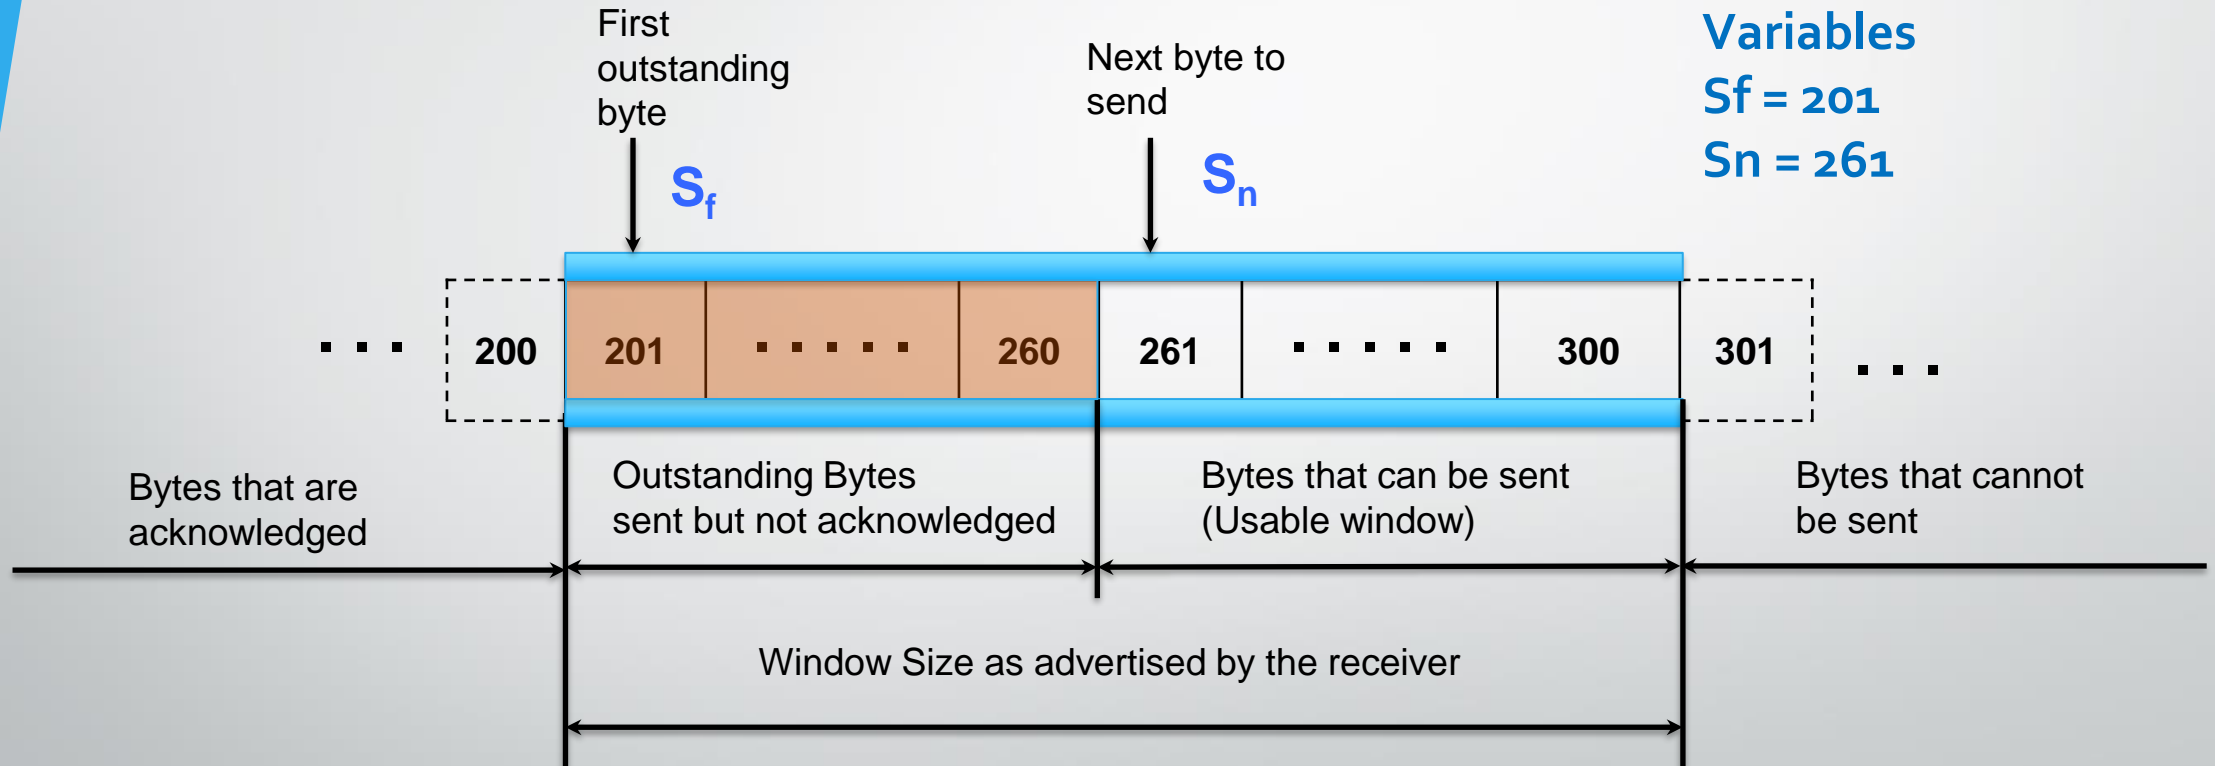 First
outstanding
byte
Next byte to
send
Variables
Sf = 201
Sn = 261
Sf
Sn
. . . 200 201 . . . . . 260 261 . . . . . 300 301 . . .
Bytes that are
acknowledged
Outstanding Bytes
sent but not acknowledged
Bytes that can be sent
(Usable window)
Bytes that cannot
be sent
Window Size as advertised by the receiver